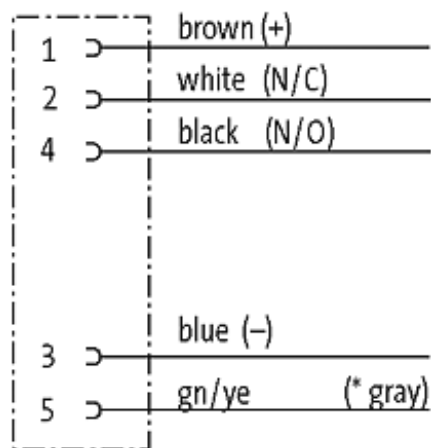 1 brown (+)
2 white (N/C)
4 black (N/O)
3 blue (–)
5 gn/ye (* gray)